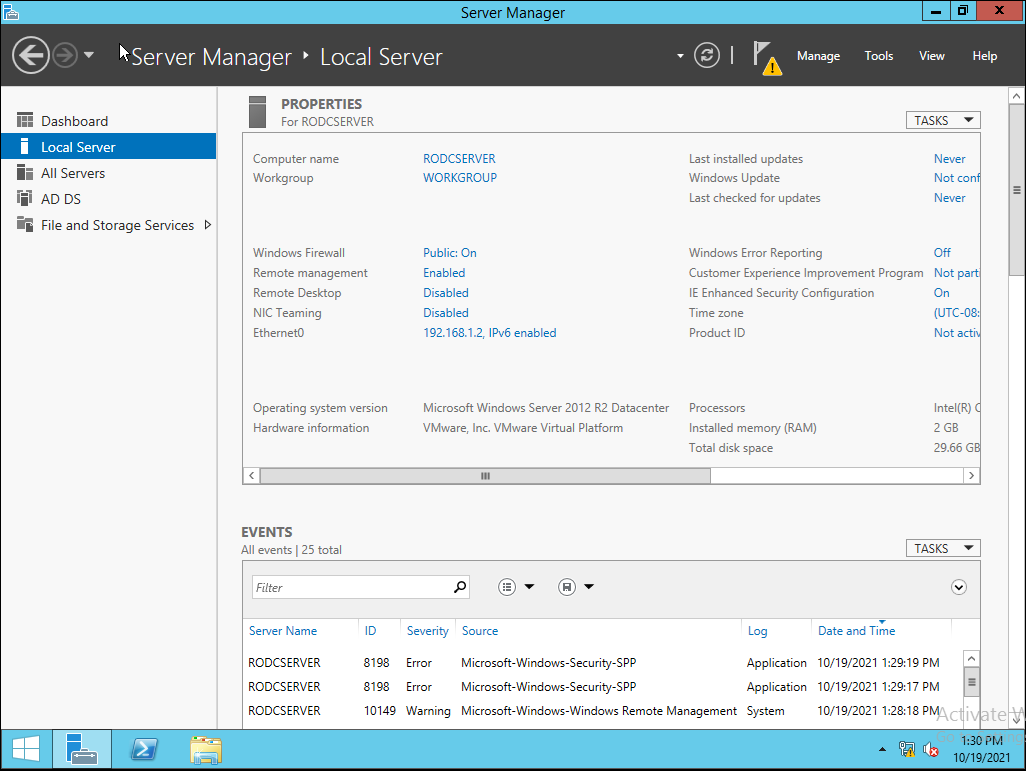 Server Manager
Server Manager Local Server
Manage Tools View Help
Dashboard
Local Server
All Servers
AD DS
File and Storage Services
PROPERTIES
For RODCSERVER
TASKS
Computer name RODCSERVER Last installed updates Never
Workgroup WORKGROUP Windows Update Not conf
Last checked for updates Never
Windows Firewall Public: On Windows Error Reporting Off
Remote management Enabled Customer Experience Improvement Program Not parti
Remote Desktop Disabled IE Enhanced Security Configuration On
NIC Teaming Disabled Time zone (UTC-08:
Ethernet0 192.168.1.2, IPv6 enabled Product ID Not activ
Operating system version Microsoft Windows Server 2012 R2 Datacenter Processors Intel(R) C
Hardware information VMware, Inc. VMware Virtual Platform Installed memory (RAM) 2 GB
Total disk space 29.66 GB
EVENTS
All events | 25 total
TASKS
Filter
Server Name ID Severity Source Log Date and Time
RODCSERVER 8198 Error Microsoft-Windows-Security-SPP Application 10/19/2021 1:29:19 PM
RODCSERVER 8198 Error Microsoft-Windows-Security-SPP Application 10/19/2021 1:29:17 PM
RODCSERVER 10149 Warning Microsoft-Windows-Windows Remote Management System 10/19/2021 1:28:18 PM
Activate W
1:30 PM
10/19/2021